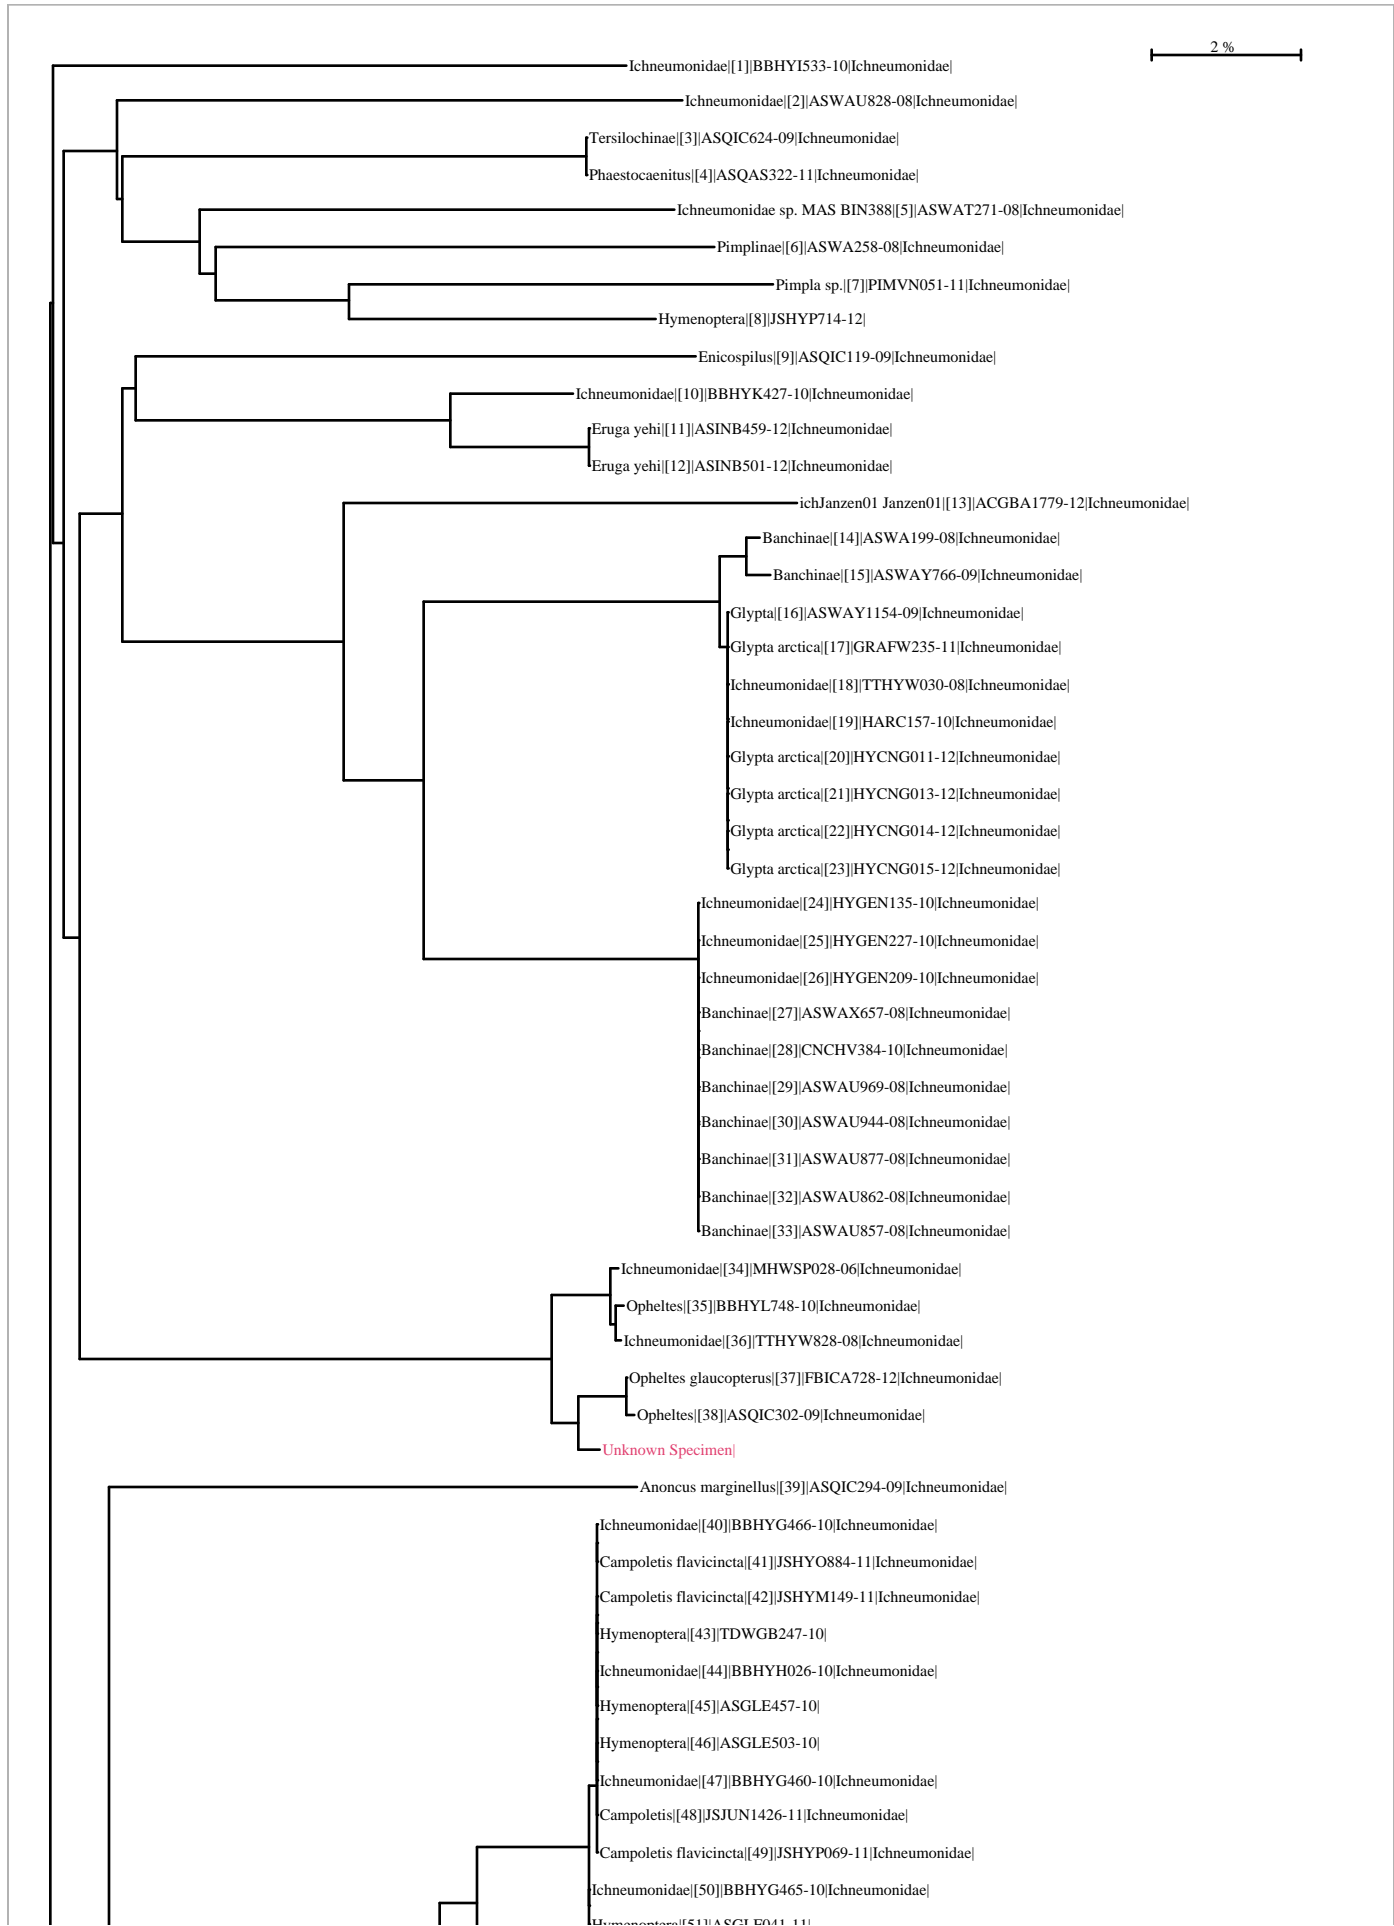 2 %
Ichneumonidae|[1]|BBHYI533-10|Ichneumonidae|
Ichneumonidae|[2]|ASWAU828-08|Ichneumonidae|
Tersilochinae|[3]|ASQIC624-09|Ichneumonidae|
Phaestocaenitus|[4]|ASQAS322-11|Ichneumonidae|
Ichneumonidae sp. MAS BIN388|[5]|ASWAT271-08|Ichneumonidae|
Pimplinae|[6]|ASWA258-08|Ichneumonidae|
Pimpla sp.|[7]|PIMVN051-11|Ichneumonidae|
Hymenoptera|[8]|JSHYP714-12|
Enicospilus|[9]|ASQIC119-09|Ichneumonidae|
Ichneumonidae|[10]|BBHYK427-10|Ichneumonidae|
Eruga yehi|[11]|ASINB459-12|Ichneumonidae|
Eruga yehi|[12]|ASINB501-12|Ichneumonidae|
ichJanzen01 Janzen01|[13]|ACGBA1779-12|Ichneumonidae|
Banchinae|[14]|ASWA199-08|Ichneumonidae|
Banchinae|[15]|ASWAY766-09|Ichneumonidae|
Glypta|[16]|ASWAY1154-09|Ichneumonidae|
Glypta arctica|[17]|GRAFW235-11|Ichneumonidae|
Ichneumonidae|[18]|TTHYW030-08|Ichneumonidae|
Ichneumonidae|[19]|HARC157-10|Ichneumonidae|
Glypta arctica|[20]|HYCNG011-12|Ichneumonidae|
Glypta arctica|[21]|HYCNG013-12|Ichneumonidae|
Glypta arctica|[22]|HYCNG014-12|Ichneumonidae|
Glypta arctica|[23]|HYCNG015-12|Ichneumonidae|
Ichneumonidae|[24]|HYGEN135-10|Ichneumonidae|
Ichneumonidae|[25]|HYGEN227-10|Ichneumonidae|
Ichneumonidae|[26]|HYGEN209-10|Ichneumonidae|
Banchinae|[27]|ASWAX657-08|Ichneumonidae|
Banchinae|[28]|CNCHV384-10|Ichneumonidae|
Banchinae|[29]|ASWAU969-08|Ichneumonidae|
Banchinae|[30]|ASWAU944-08|Ichneumonidae|
Banchinae|[31]|ASWAU877-08|Ichneumonidae|
Banchinae|[32]|ASWAU862-08|Ichneumonidae|
Banchinae|[33]|ASWAU857-08|Ichneumonidae|
Ichneumonidae|[34]|MHWSP028-06|Ichneumonidae|
Opheltes|[35]|BBHYL748-10|Ichneumonidae|
Ichneumonidae|[36]|TTHYW828-08|Ichneumonidae|
Opheltes glaucopterus|[37]|FBICA728-12|Ichneumonidae|
Opheltes|[38]|ASQIC302-09|Ichneumonidae|
Unknown Specimen|
Anoncus marginellus|[39]|ASQIC294-09|Ichneumonidae|
Ichneumonidae|[40]|BBHYG466-10|Ichneumonidae|
Campoletis flavicincta|[41]|JSHYO884-11|Ichneumonidae|
Campoletis flavicincta|[42]|JSHYM149-11|Ichneumonidae|
Hymenoptera|[43]|TDWGB247-10|
Ichneumonidae|[44]|BBHYH026-10|Ichneumonidae|
Hymenoptera|[45]|ASGLE457-10|
Hymenoptera|[46]|ASGLE503-10|
Ichneumonidae|[47]|BBHYG460-10|Ichneumonidae|
Campoletis|[48]|JSJUN1426-11|Ichneumonidae|
Campoletis flavicincta|[49]|JSHYP069-11|Ichneumonidae|
Ichneumonidae|[50]|BBHYG465-10|Ichneumonidae|
Hymenoptera|[51]|ASGLF041-11|